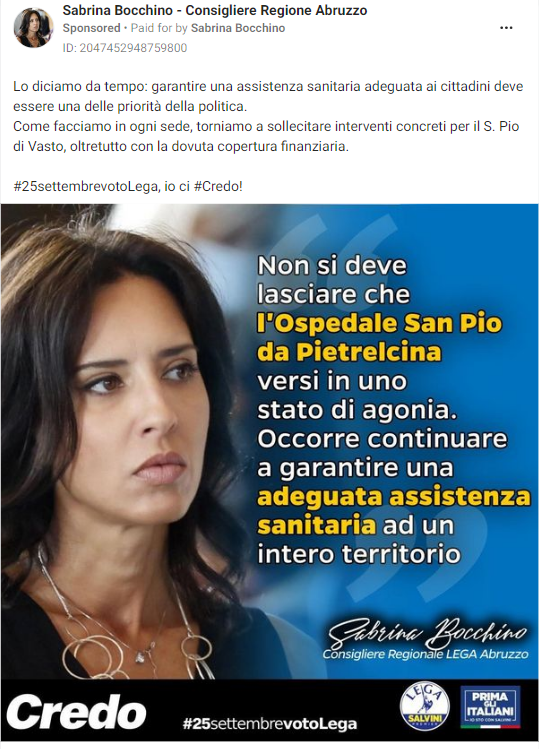 Sabrina Bocchino - Consigliere Regione Abruzzo
Sponsored • Paid for by Sabrina Bocchino
ID: 2047452948759800
Lo diciamo da tempo: garantire una assistenza sanitaria adeguata ai cittadini deve
essere una delle priorità della politica.
Come facciamo in ogni sede, torniamo a sollecitare interventi concreti per il S. Pio
di Vasto, oltretutto con la dovuta copertura finanziaria.
#25settembrevotoLega, io ci #Credo!
Non si deve
lasciare che
l'Ospedale San Pio
da Pietrelcina
versi in uno
stato di agonia.
Occorre continuare
a garantire una
adeguata assistenza
sanitaria ad un
intero territorio
Sabrina Bocchino
Consigliere Regionale LEGA Abruzzo
Credo
#25settembrevotoLega
LEGA
SALVINI
PREMIER
PRIMA
GLI
ITALIANI
IO STO CON SALVINI